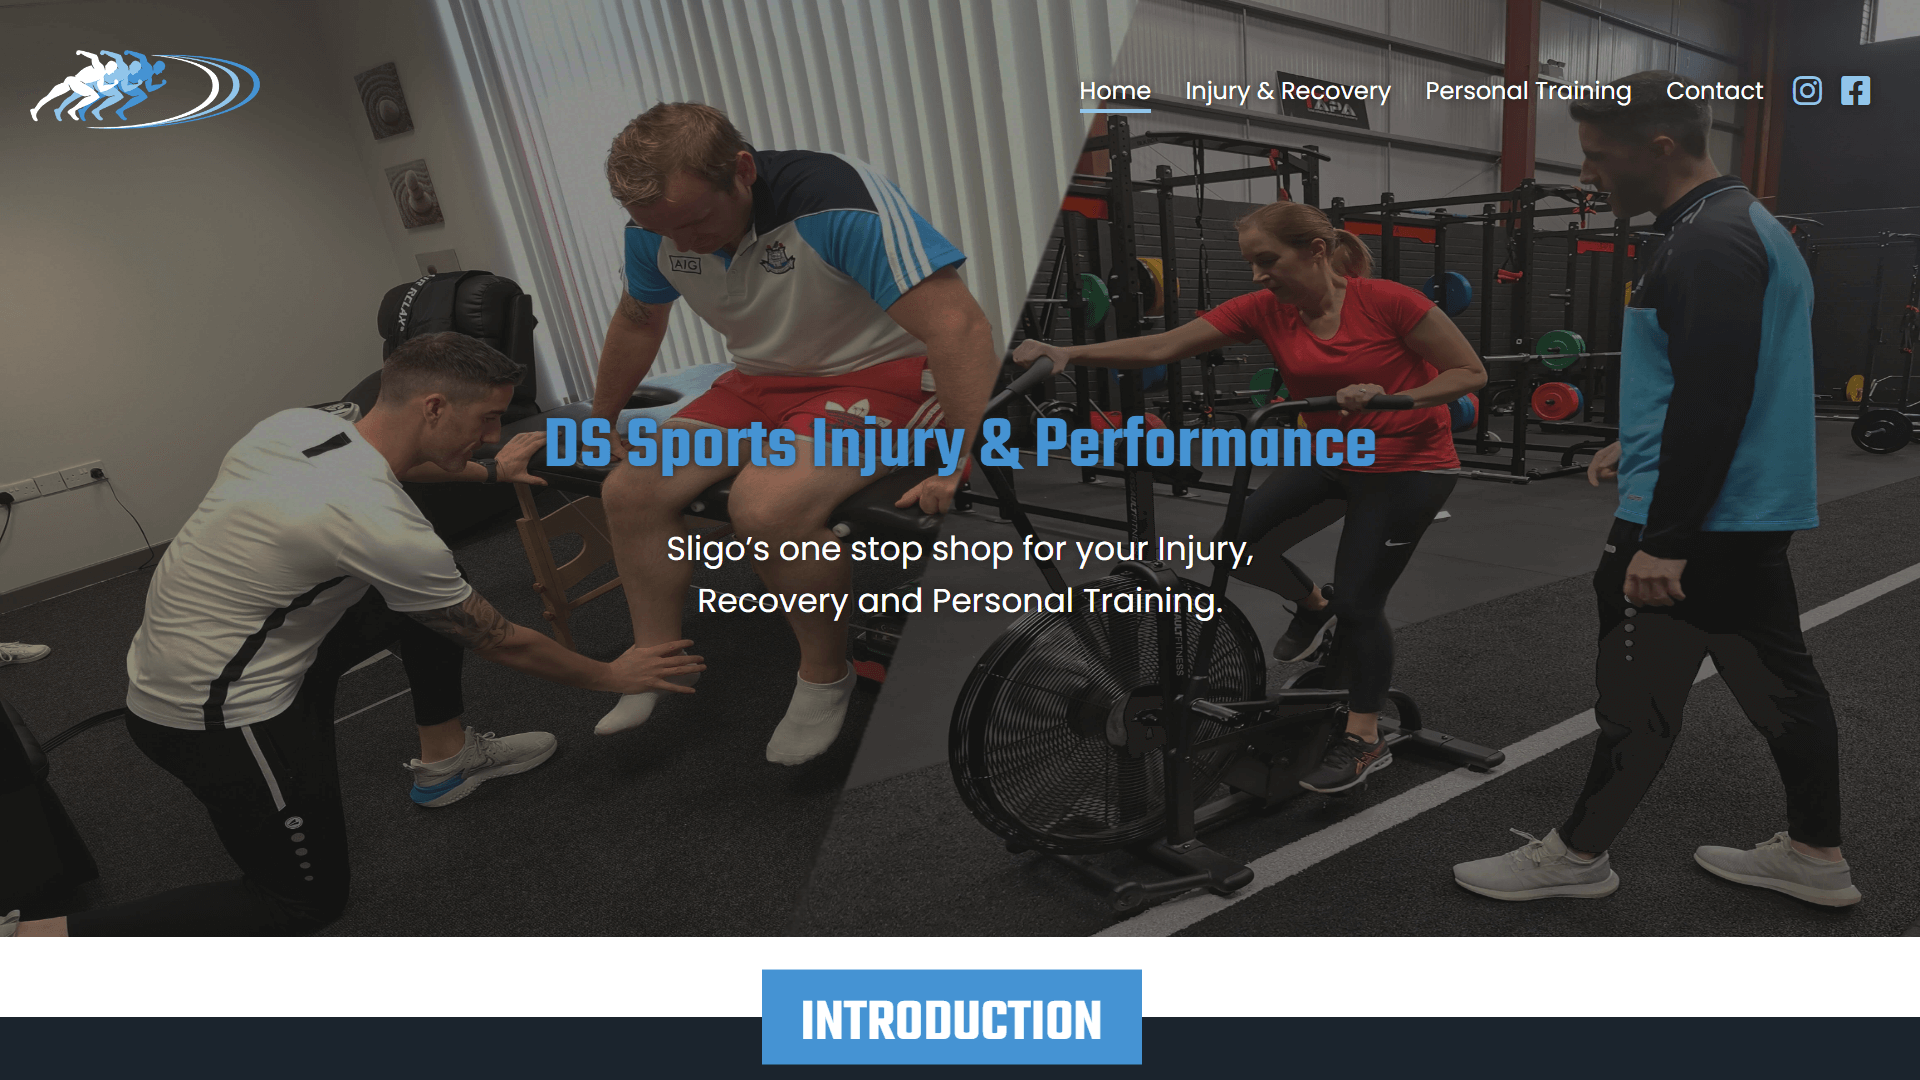 Home Injury & Recovery Personal Training Contact
AIG
DS Sports Injury & Performance
Sligo’s one stop shop for your Injury,
Recovery and Personal Training.
INTRODUCTION